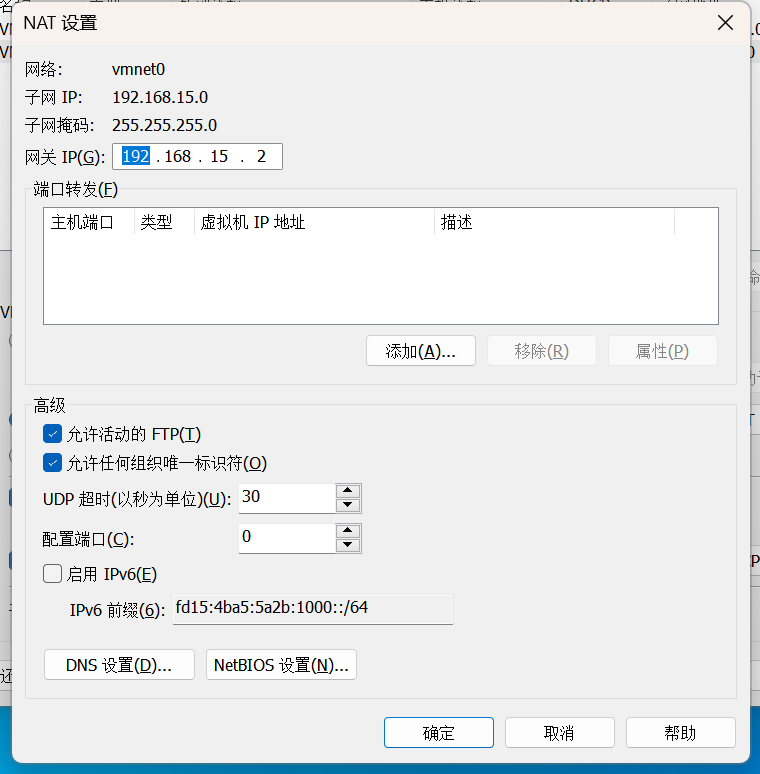 NAT 设置
网络: vmnet0
子网 IP: 192.168.15.0
子网掩码: 255.255.255.0
网关 IP(G): 192 . 168 . 15 . 2
端口转发(F)
主机端口 类型 虚拟机 IP 地址 描述
添加(A)... 移除(R) 属性(P)
高级
允许活动的 FTP(T)
允许任何组织唯一标识符(O)
UDP 超时(以秒为单位)(U): 30
配置端口(C): 0
启用 IPv6(E)
IPv6 前缀(6): fd15:4ba5:5a2b:1000::/64
DNS 设置(D)... NetBIOS 设置(N)...
确定 取消 帮助